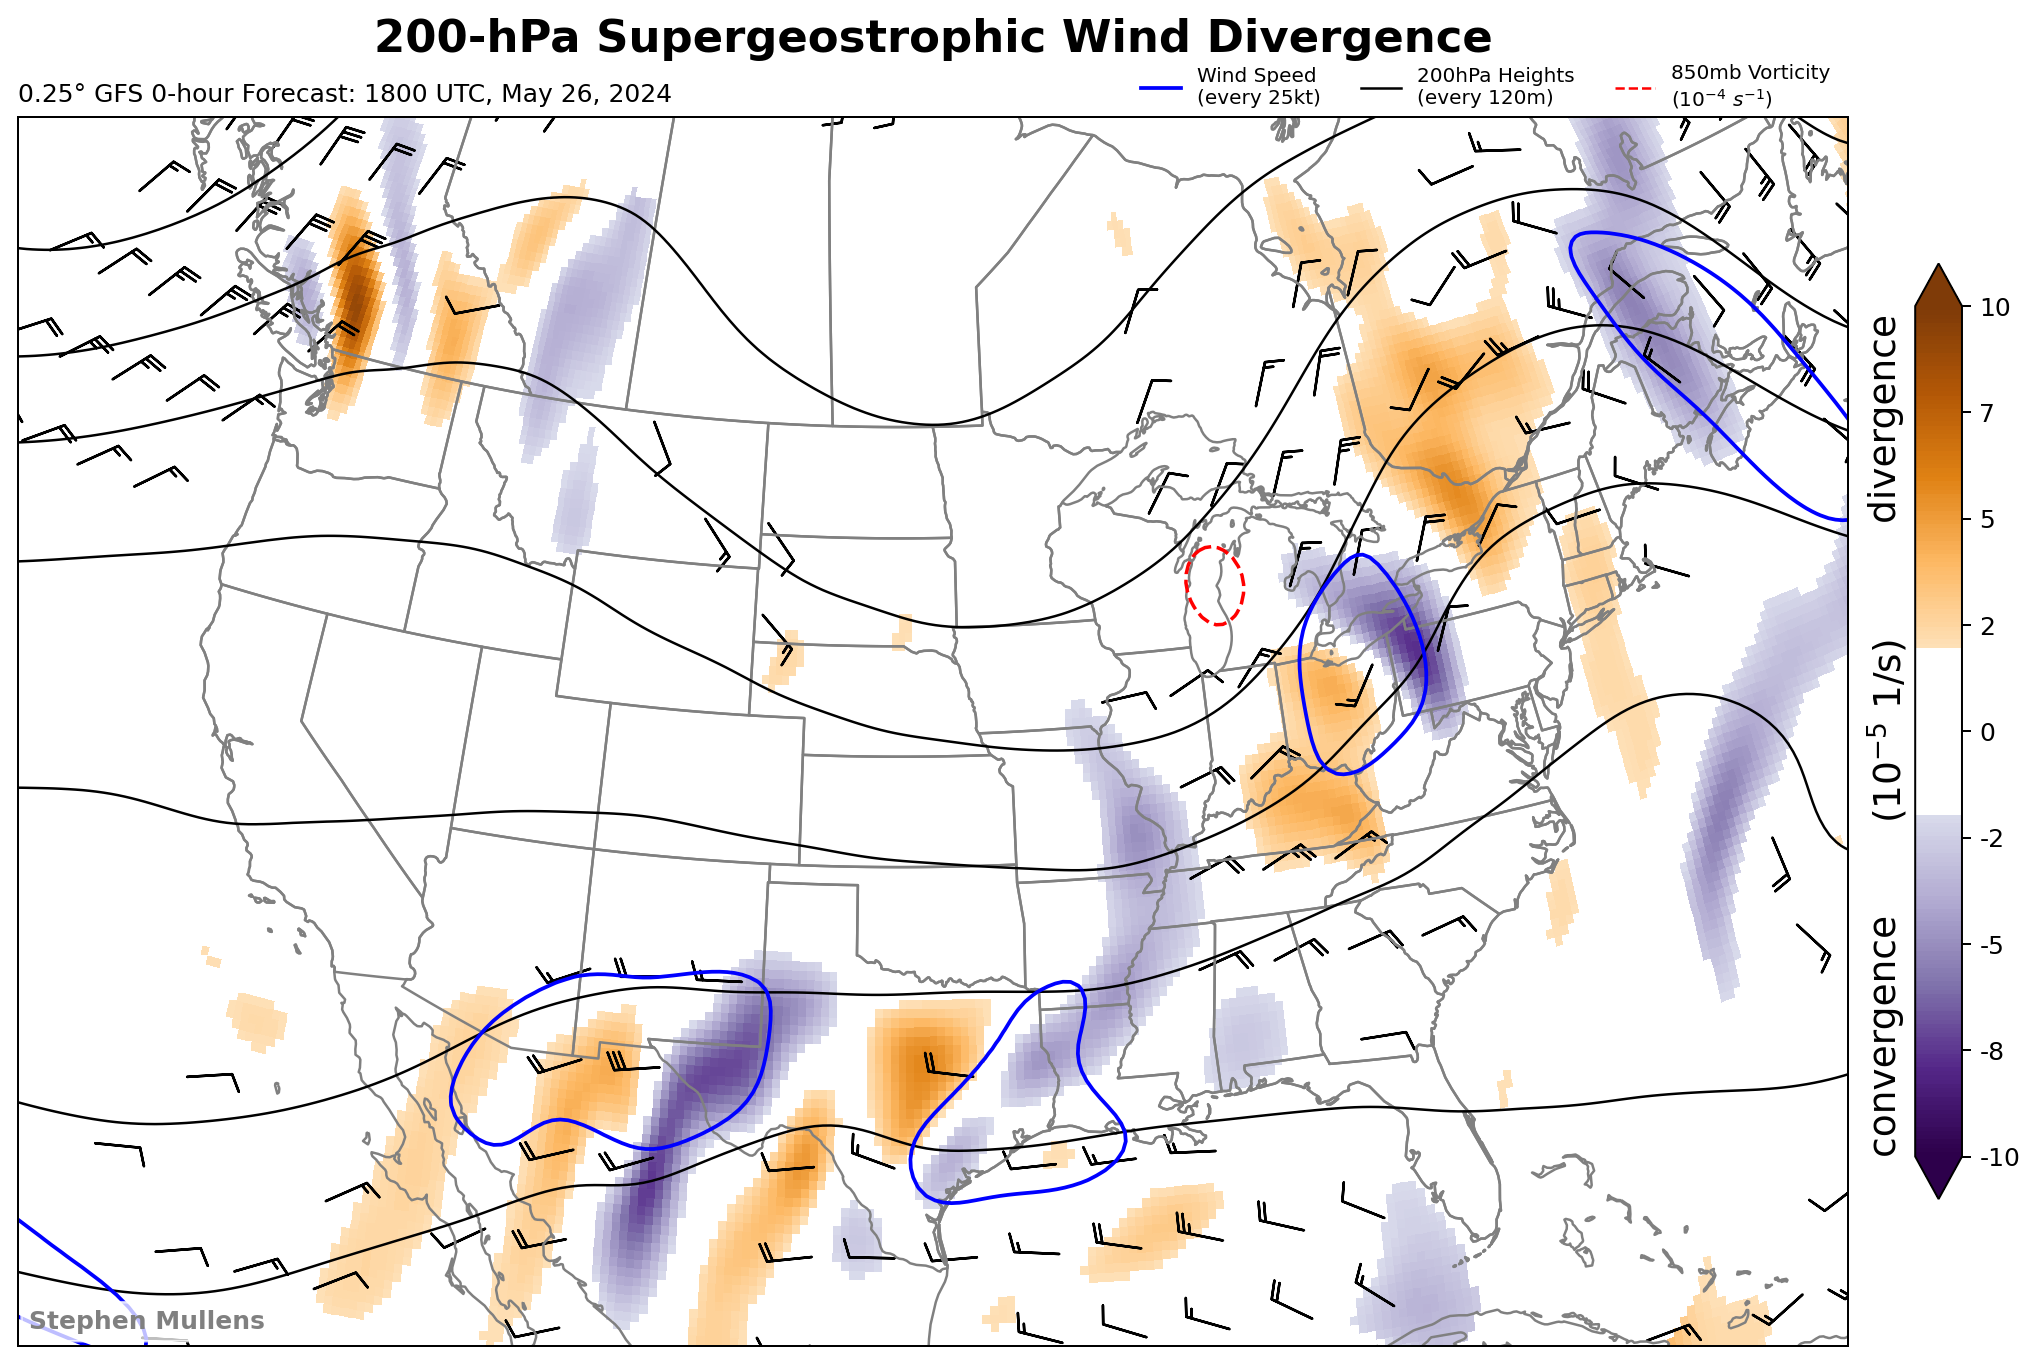 200-hPa Supergeostrophic Wind Divergence
0.25° GFS 0-hour Forecast: 1800 UTC, May 26, 2024
Wind Speed
(every 25kt)
200hPa Heights
(every 120m)
850mb Vorticity
(10⁻⁴ s⁻¹)
10
7
5
2
0
-2
-5
-8
-10
convergence (10⁻⁵ 1/s) divergence
Stephen Mullens